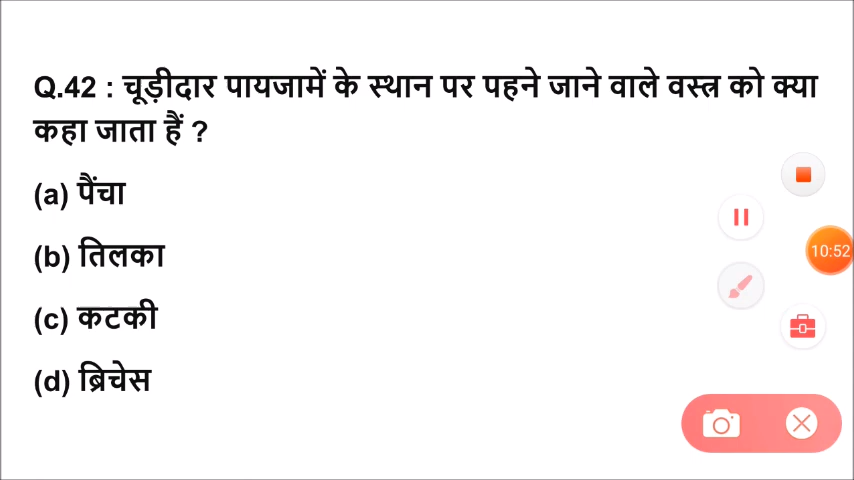 Q.42 : चूड़ीदार पायजामें के स्थान पर पहने जाने वाले वस्त्र को क्या
कहा जाता हैं ?
(a) पैंचा
(b) तिलका
(c) कटकी
(d) ब्रिचेस
10:52